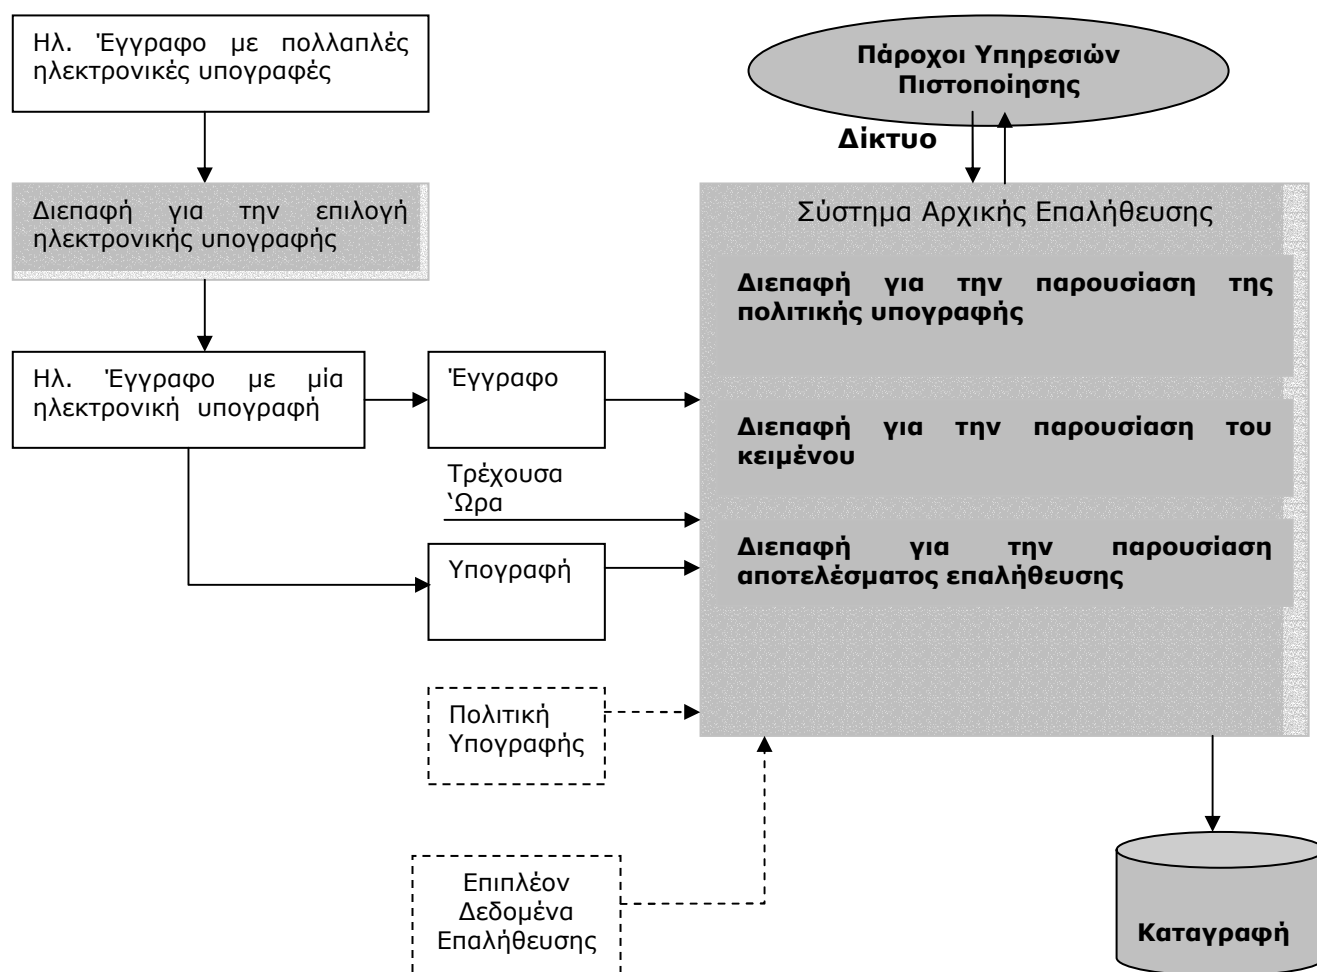 Ηλ. Έγγραφο με πολλαπλές
ηλεκτρονικές υπογραφές
Πάροχοι Υπηρεσιών
Πιστοποίησης
Δίκτυο
Διεπαφή για την επιλογή
ηλεκτρονικής υπογραφής
Σύστημα Αρχικής Επαλήθευσης
Διεπαφή για την παρουσίαση της
πολιτικής υπογραφής
Ηλ. Έγγραφο με μία
ηλεκτρονική υπογραφή
Έγγραφο
Διεπαφή για την παρουσίαση του
κειμένου
Τρέχουσα
‘Ωρα
Υπογραφή
Διεπαφή για την παρουσίαση
αποτελέσματος επαλήθευσης
Πολιτική
Υπογραφής
Επιπλέον
Δεδομένα
Επαλήθευσης
Καταγραφή